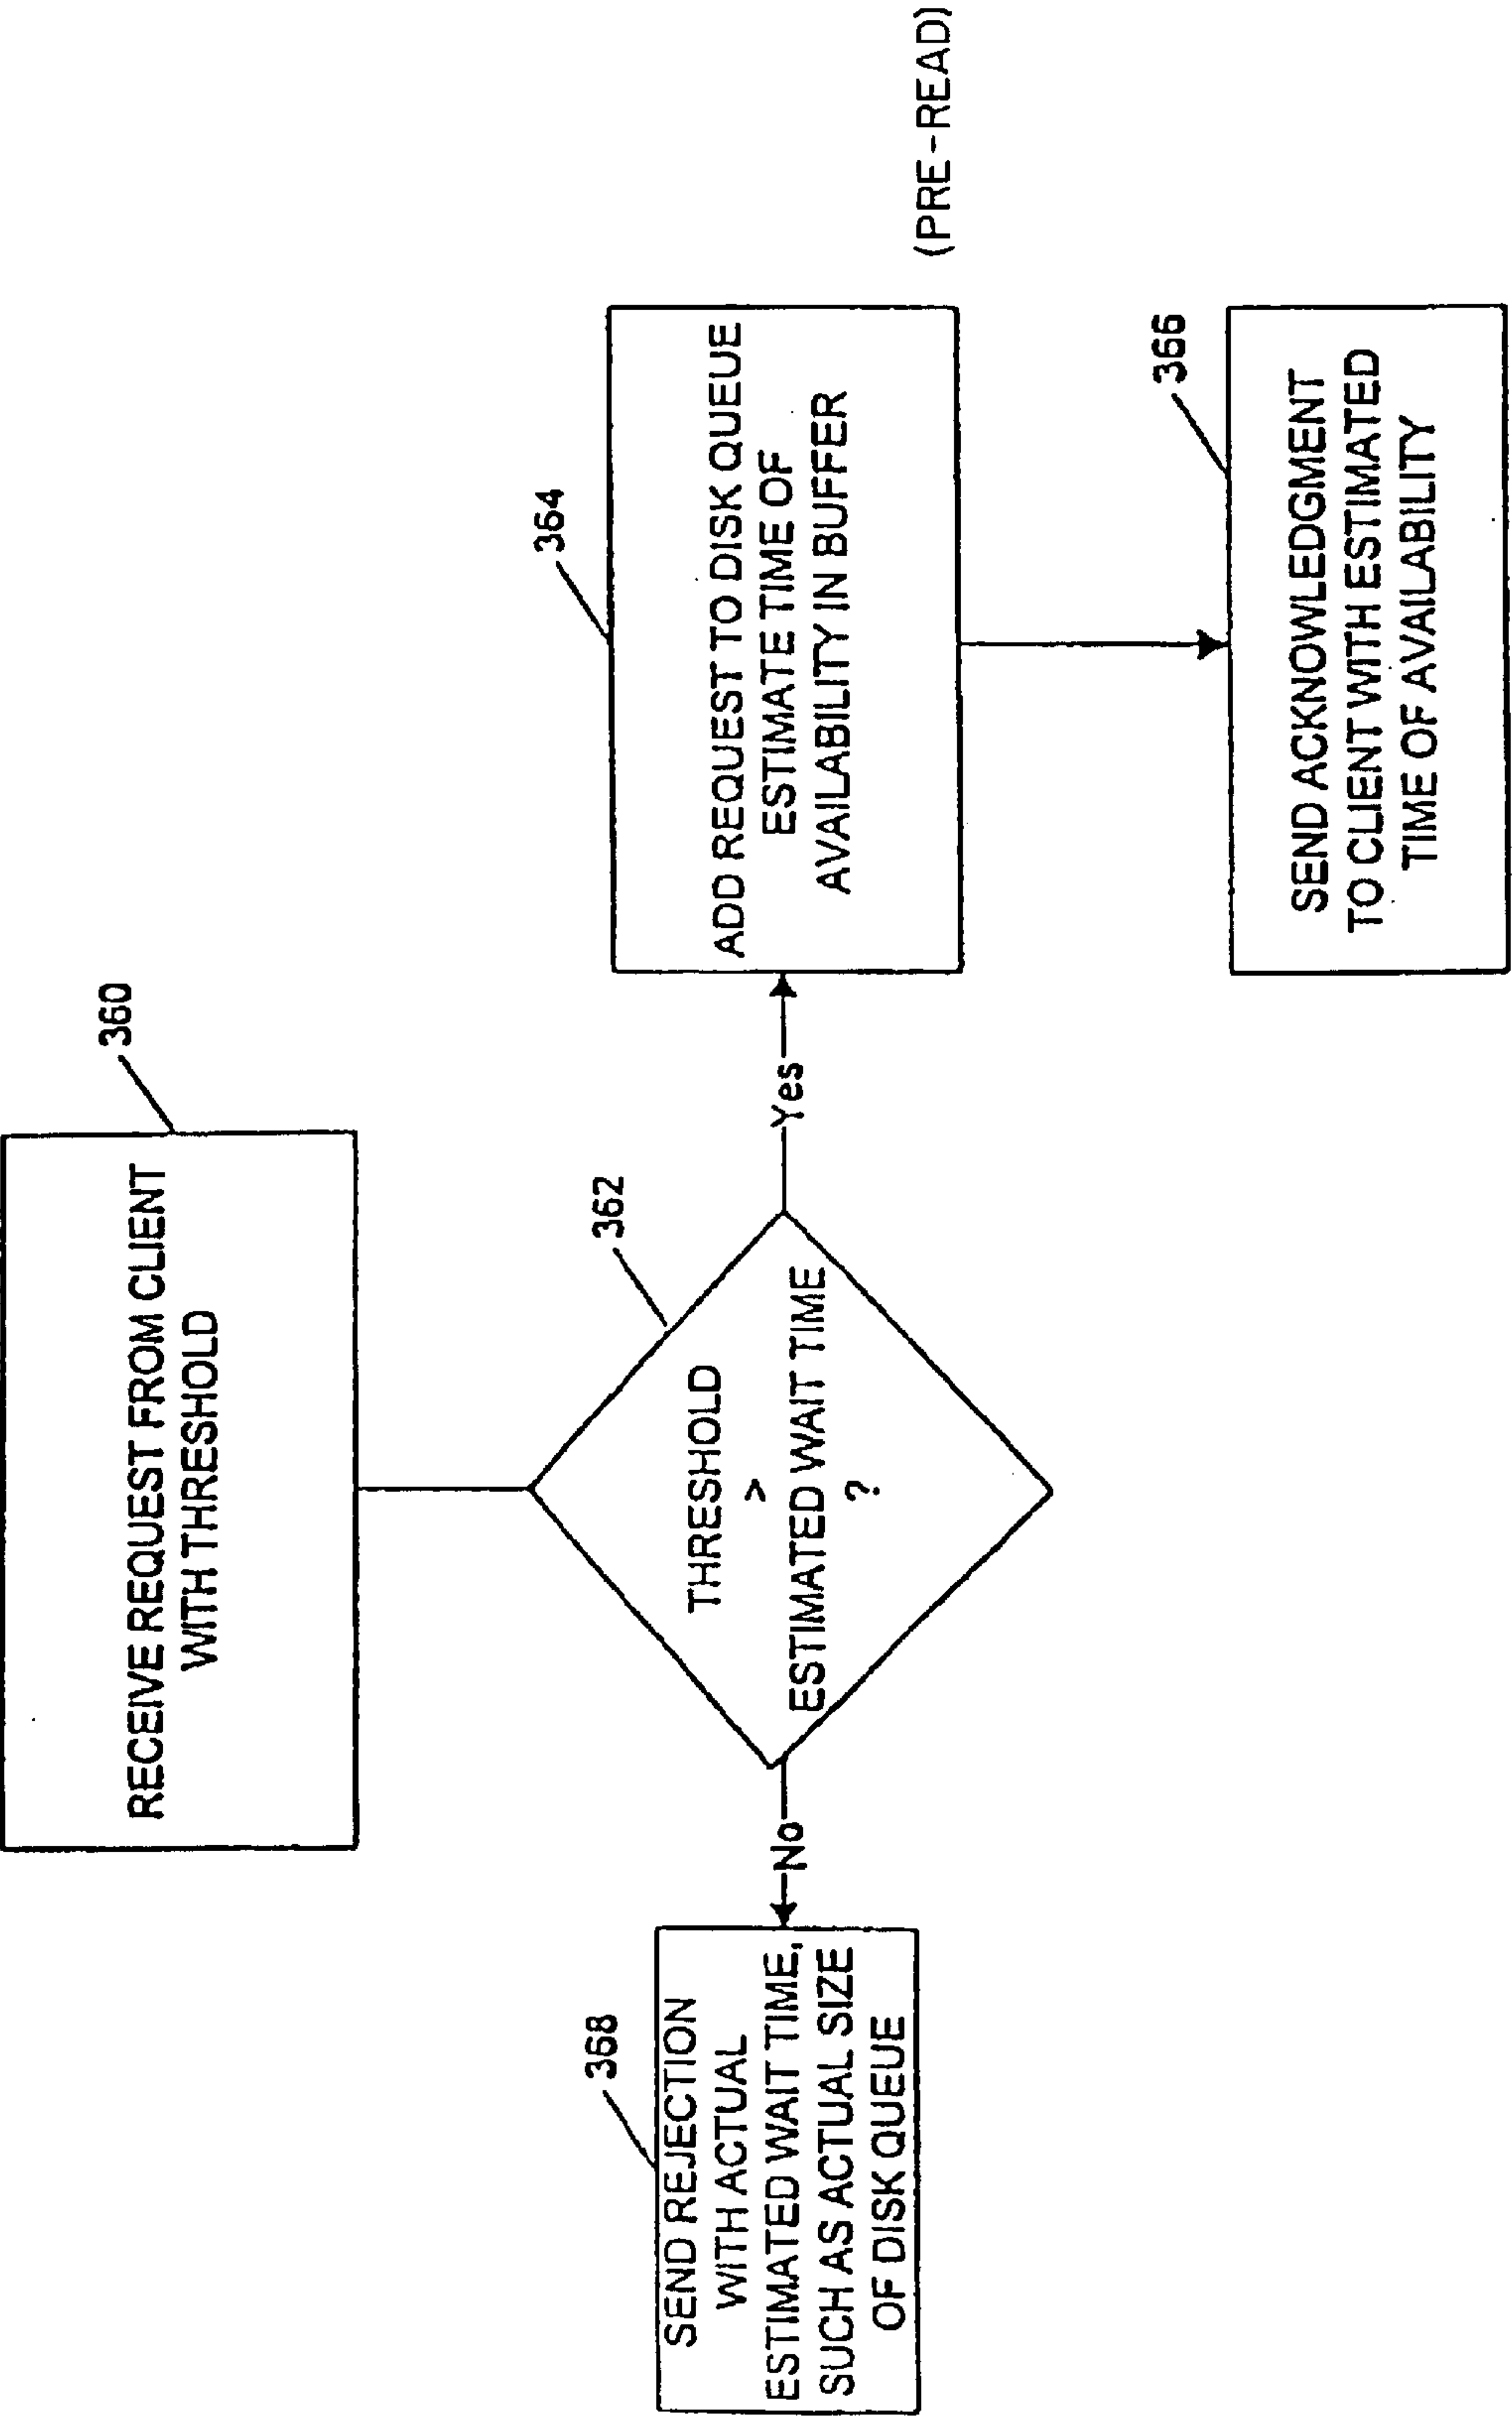 360
RECEIVE REQUEST FROM CLIENT
WITH THRESHOLD
362
THRESHOLD
>
ESTIMATED WAIT TIME
?
No
Yes
368
SEND REJECTION
WITH ACTUAL
ESTIMATED WAIT TIME,
SUCH AS ACTUAL SIZE
OF DISK QUEUE
364
ADD REQUEST TO DISK QUEUE
ESTIMATE TIME OF
AVAILABILITY IN BUFFER
(PRE-READ)
366
SEND ACKNOWLEDGMENT
TO CLIENT WITH ESTIMATED
TIME OF AVAILABILITY